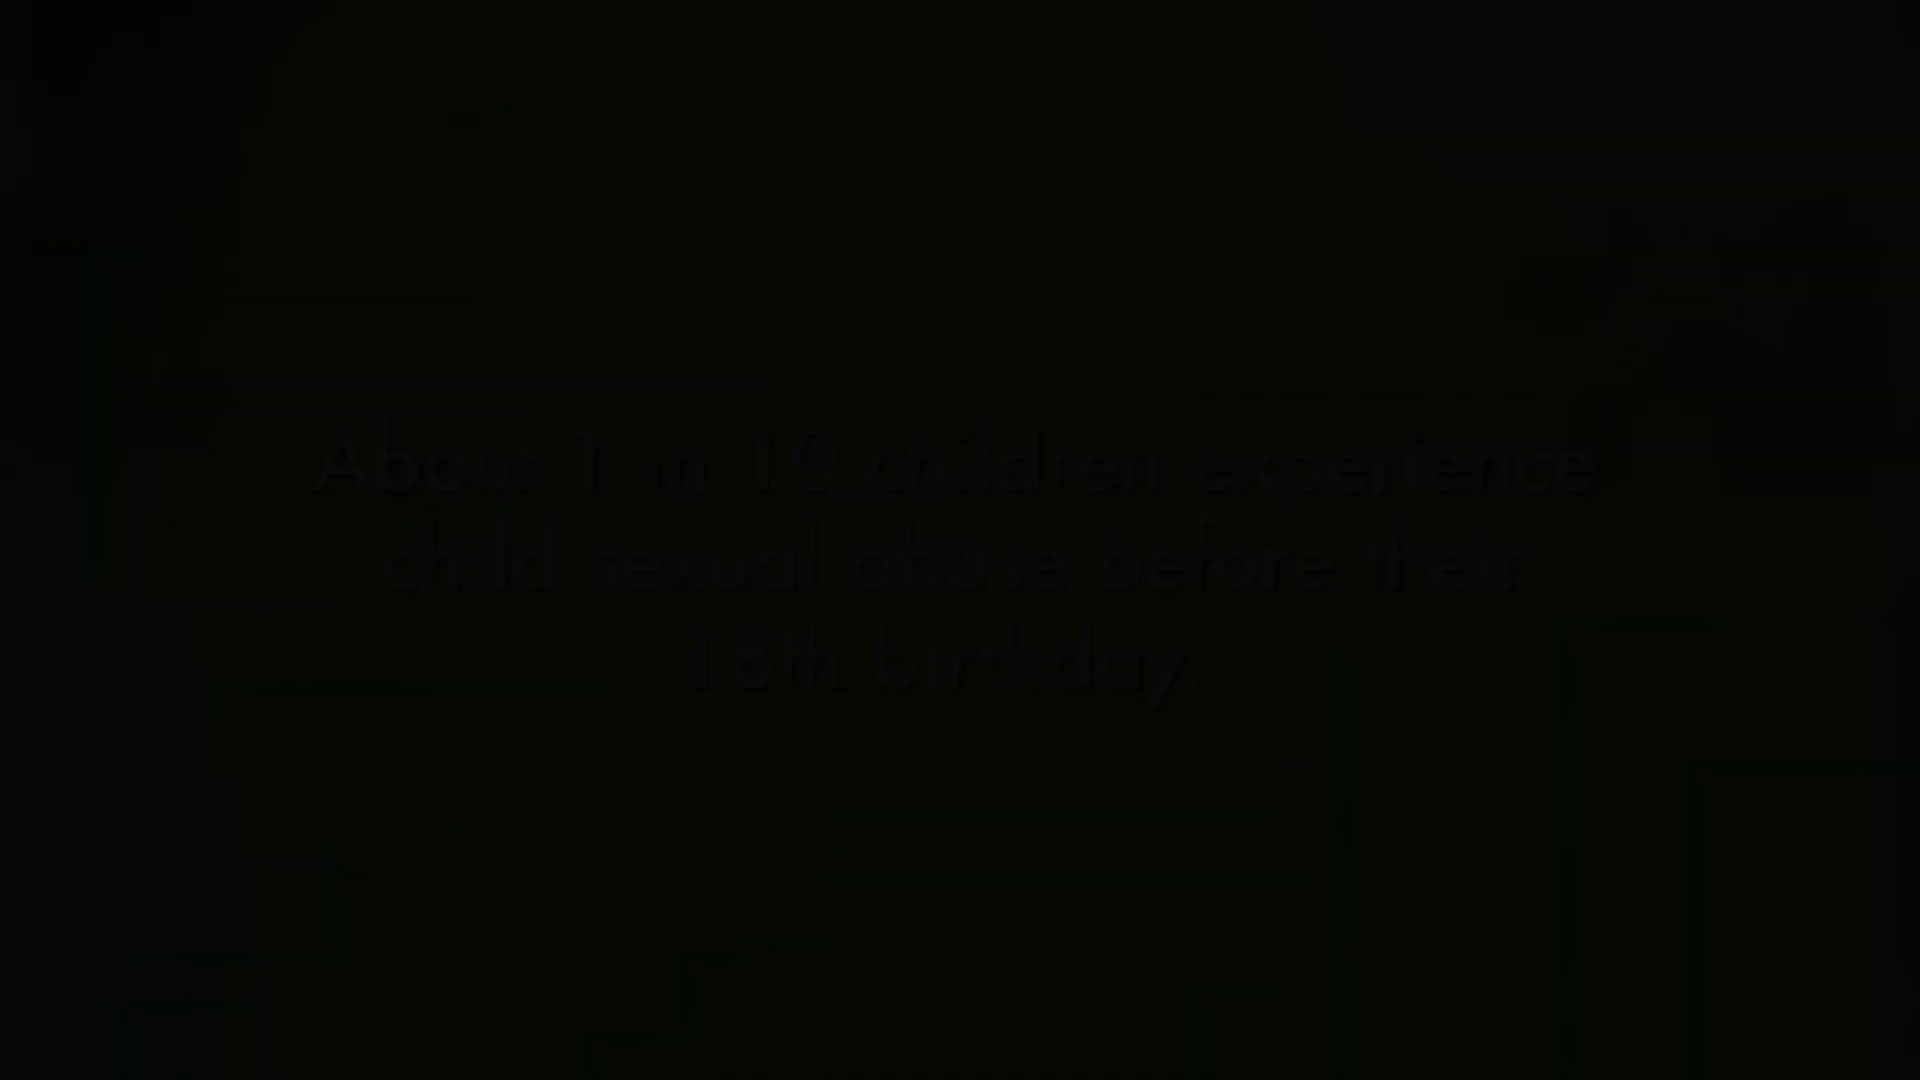 About 1 in 10 children experience
child sexual abuse before their
18th birthday.